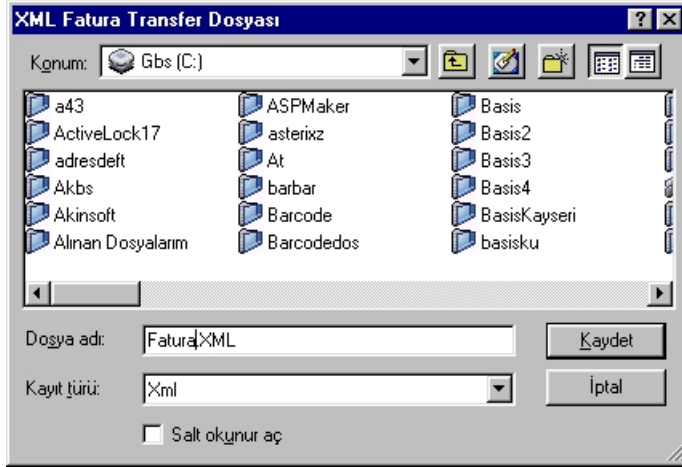 XML Fatura Transfer Dosyası
Konum: Gbs (C:)
a43 ASPMaker Basis
ActiveLock17 asterixz Basis2
adresdeft At Basis3
Akbs barbar Basis4
Akinsoft Barcode BasisKayseri
Alınan Dosyalarım Barcodedos basisku
Dosya adı: FaturaXML Kaydet
Kayıt türü: Xml İptal
Salt okunur aç